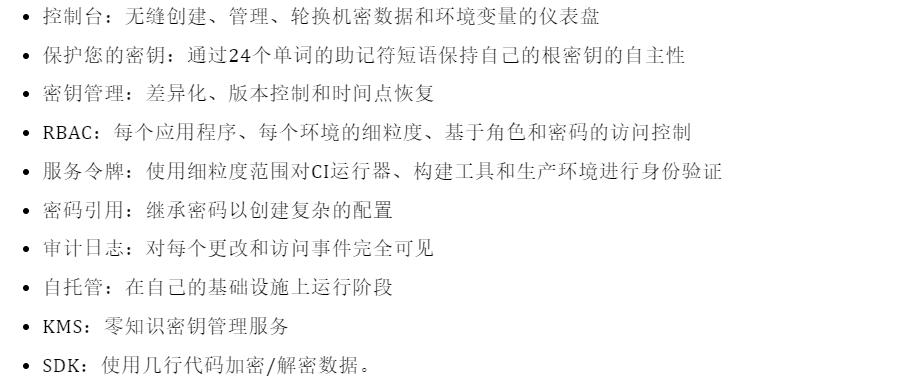 • 控制台：无缝创建、管理、轮换机密数据和环境变量的仪表盘
• 保护您的密钥：通过24个单词的助记符短语保持自己的根密钥的自主性
• 密钥管理：差异化、版本控制和时间点恢复
• RBAC：每个应用程序、每个环境的细粒度、基于角色和密码的访问控制
• 服务令牌：使用细粒度范围对CI运行器、构建工具和生产环境进行身份验证
• 密码引用：继承密码以创建复杂的配置
• 审计日志：对每个更改和访问事件完全可见
• 自托管：在自己的基础设施上运行阶段
• KMS：零知识密钥管理服务
• SDK：使用几行代码加密/解密数据。